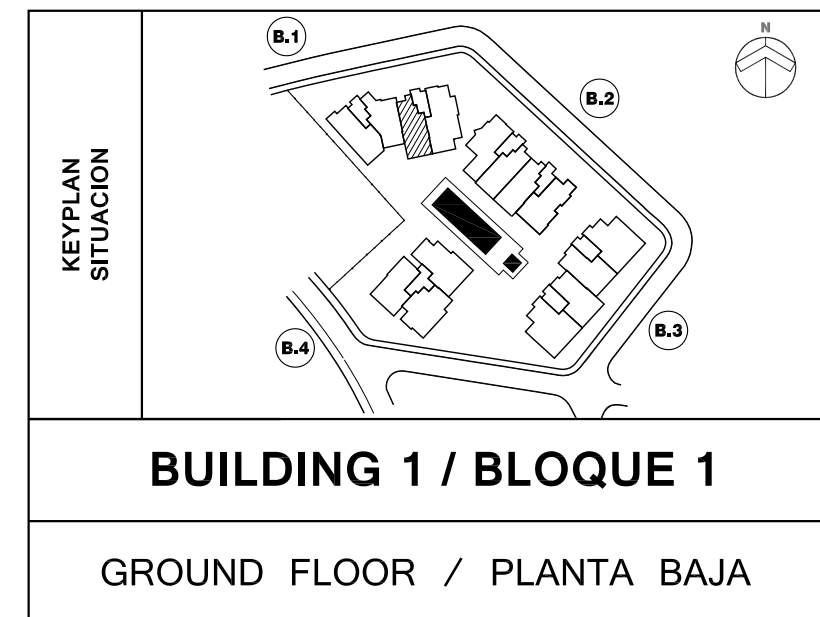 B.1
N
B.2
KEYPLAN
SITUACION
B.4
B.3
BUILDING 1 / BLOQUE 1
GROUND FLOOR / PLANTA BAJA